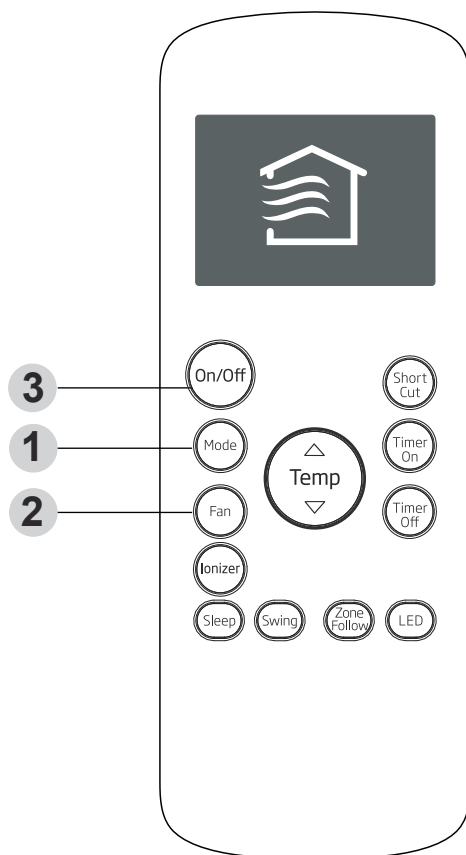 3
On/Off
Short
Cut
1
Mode
Temp
Timer
On
2
Fan
Timer
Off
Ionizer
Sleep
Swing
Zone
Follow
LED